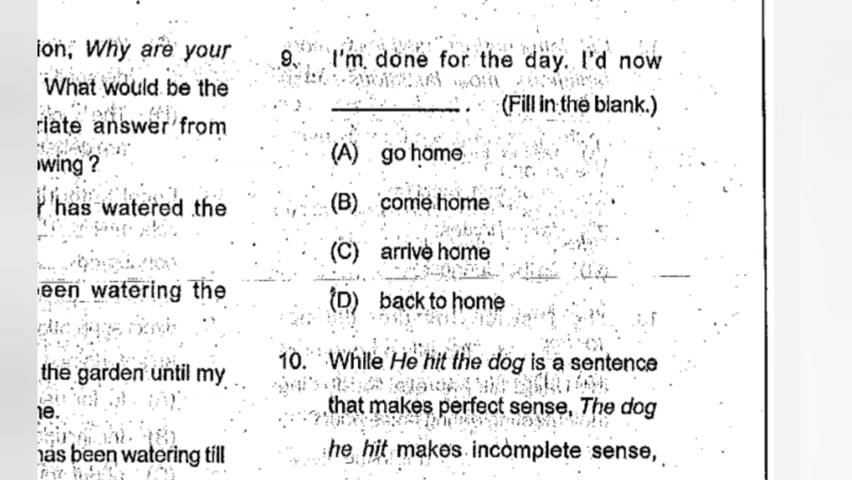 ion, Why are your
What would be the
late answer from
wing ?
has watered the
een watering the
the garden until my
e.
as been watering till
9. I'm done for the day. I'd now
____________ . (Fill in the blank.)
(A) go home
(B) come home
(C) arrive home
(D) back to home
10. While He hit the dog is a sentence
that makes perfect sense, The dog
he hit makes incomplete sense,